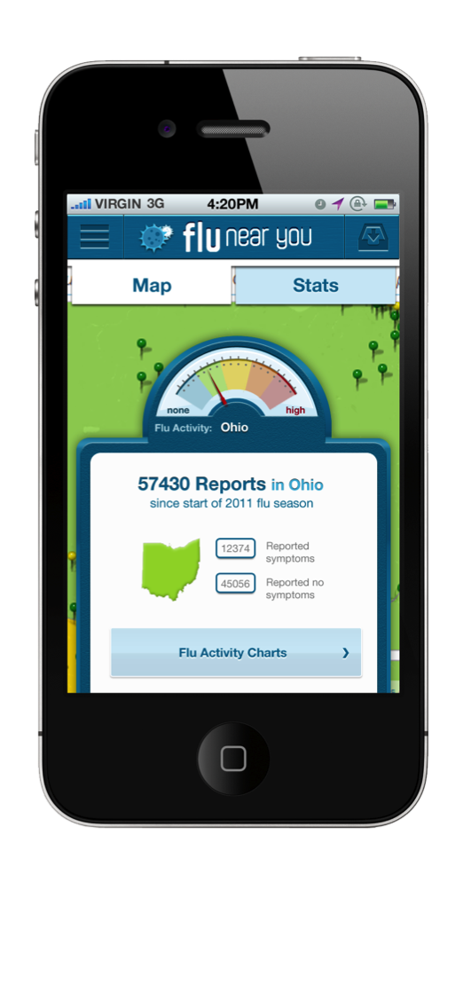 VIRGIN 3G 4:20PM
flu near you
Map Stats
none high
Flu Activity: Ohio
57430 Reports in Ohio
since start of 2011 flu season
12374 Reported
symptoms
45056 Reported no
symptoms
Flu Activity Charts